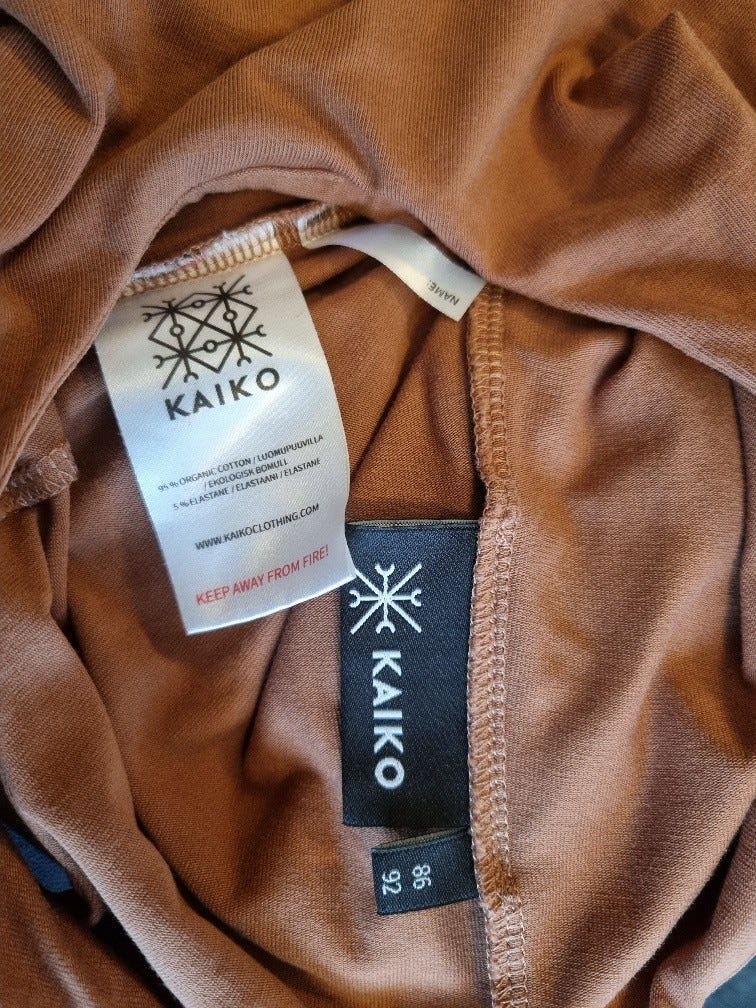 KAIKO
95 % ORGANIC COTTON / LUOMUPUUVILLA
/ EKOLOGISK BOMULL
5 % ELASTANE / ELASTAANI / ELASTANE
WWW.KAIKOCLOTHING.COM
KEEP AWAY FROM FIRE!
NAME:
KAIKO
86
92